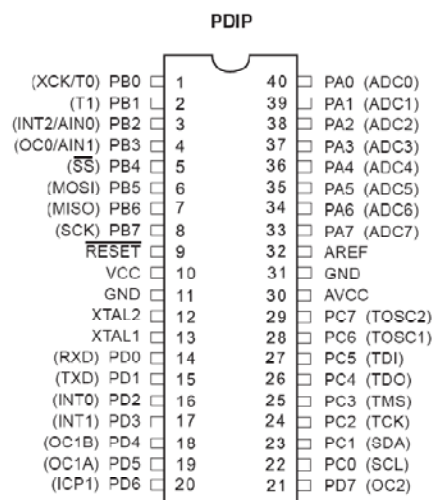 PDIP
(XCK/T0) PB0 1 40 PA0 (ADC0)
(T1) PB1 2 39 PA1 (ADC1)
(INT2/AIN0) PB2 3 38 PA2 (ADC2)
(OC0/AIN1) PB3 4 37 PA3 (ADC3)
(SS) PB4 5 36 PA4 (ADC4)
(MOSI) PB5 6 35 PA5 (ADC5)
(MISO) PB6 7 34 PA6 (ADC6)
(SCK) PB7 8 33 PA7 (ADC7)
RESET 9 32 AREF
VCC 10 31 GND
GND 11 30 AVCC
XTAL2 12 29 PC7 (TOSC2)
XTAL1 13 28 PC6 (TOSC1)
(RXD) PD0 14 27 PC5 (TDI)
(TXD) PD1 15 26 PC4 (TDO)
(INT0) PD2 16 25 PC3 (TMS)
(INT1) PD3 17 24 PC2 (TCK)
(OC1B) PD4 18 23 PC1 (SDA)
(OC1A) PD5 19 22 PC0 (SCL)
(ICP1) PD6 20 21 PD7 (OC2)